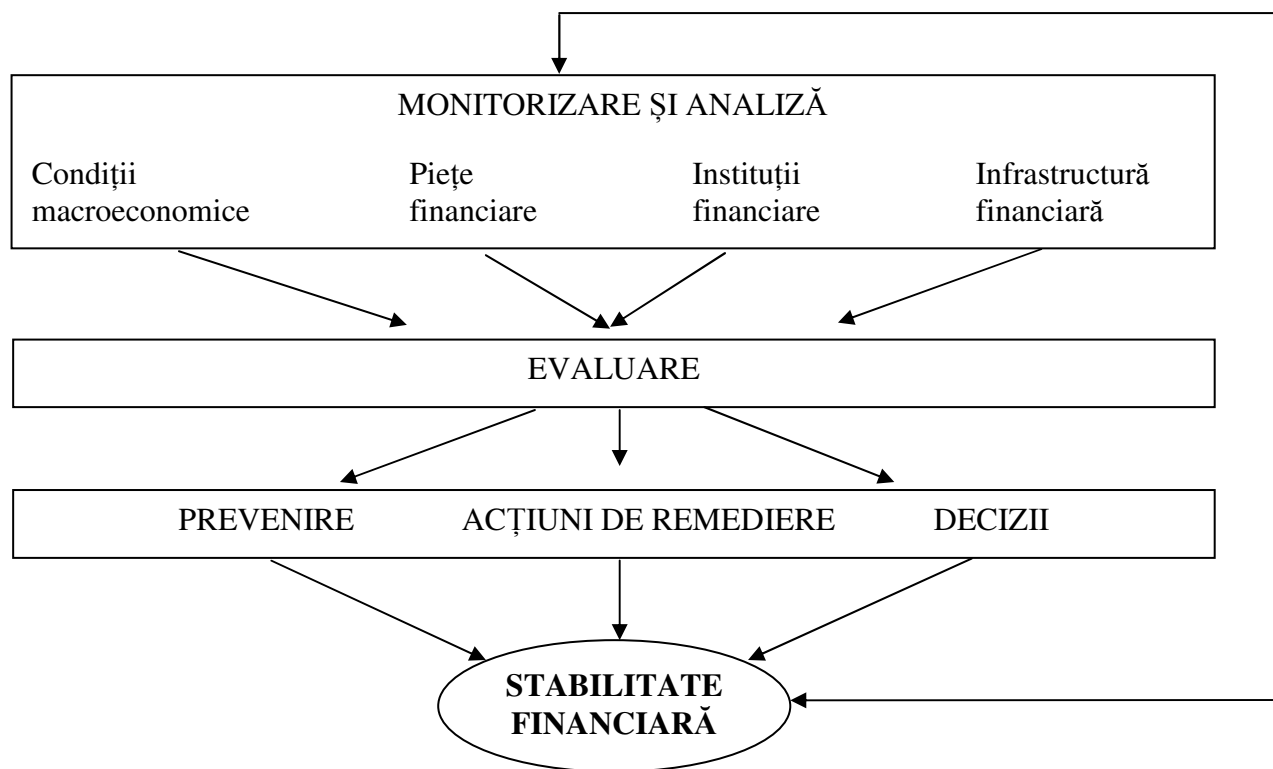 MONITORIZARE ȘI ANALIZĂ
Condiții macroeconomice
Piețe financiare
Instituții financiare
Infrastructură financiară
EVALUARE
PREVENIRE ACȚIUNI DE REMEDIERE DECIZII
STABILITATE
FINANCIARĂ